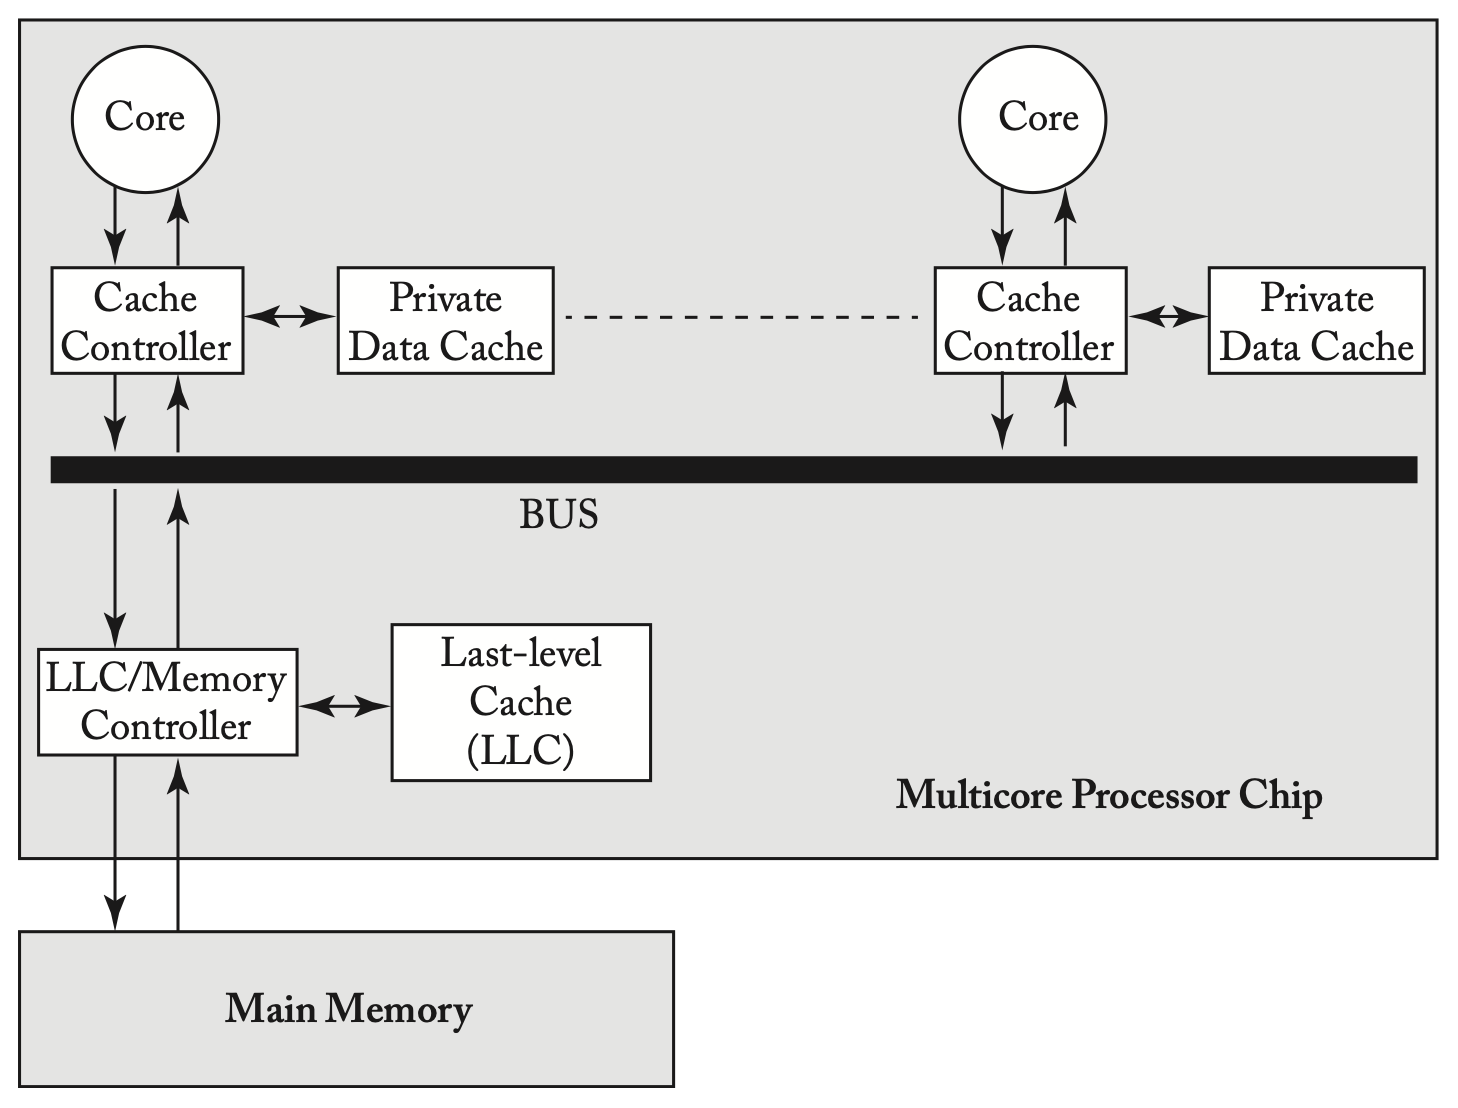 Core
Core
Cache
Controller
Private
Data Cache
Cache
Controller
Private
Data Cache
BUS
LLC/Memory
Controller
Last-level
Cache
(LLC)
Multicore Processor Chip
Main Memory